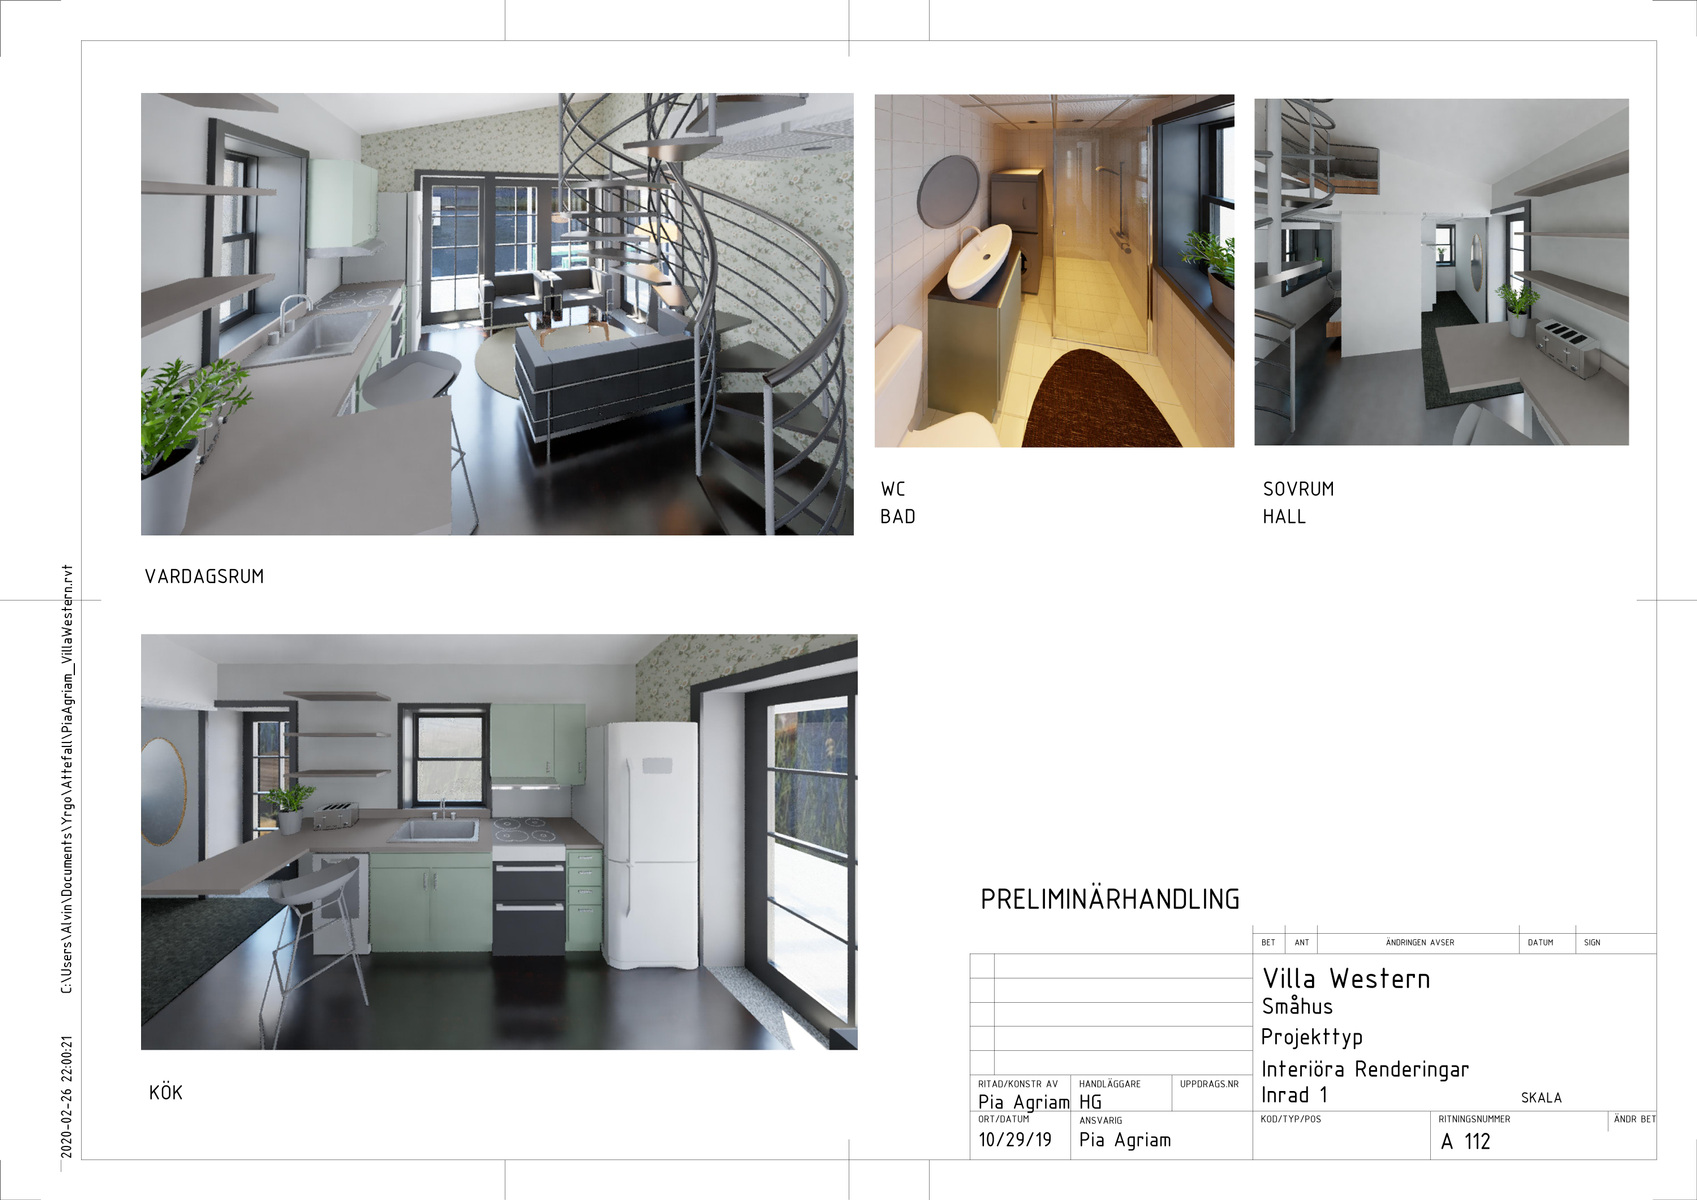 VARDAGSRUM
WC
BAD
SOVRUM
HALL
KÖK
C:\Users\Alvin\Documents\Yrgo\Attefall\PiaAgriam_VillaWestern.rvt
2020-02-26 22:00:21
PRELIMINÄRHANDLING
BET ANT ÄNDRINGEN AVSER DATUM SIGN
Villa Western
Småhus
Projekttyp
Interiöra Renderingar
Inrad 1
SKALA
RITAD/KONSTR AV HANDLÄGGARE UPPDRAGS.NR
Pia Agriam HG
ORT/DATUM ANSVARIG
10/29/19 Pia Agriam
KOD/TYP/POS RITNINGSNUMMER ÄNDR BET
A 112